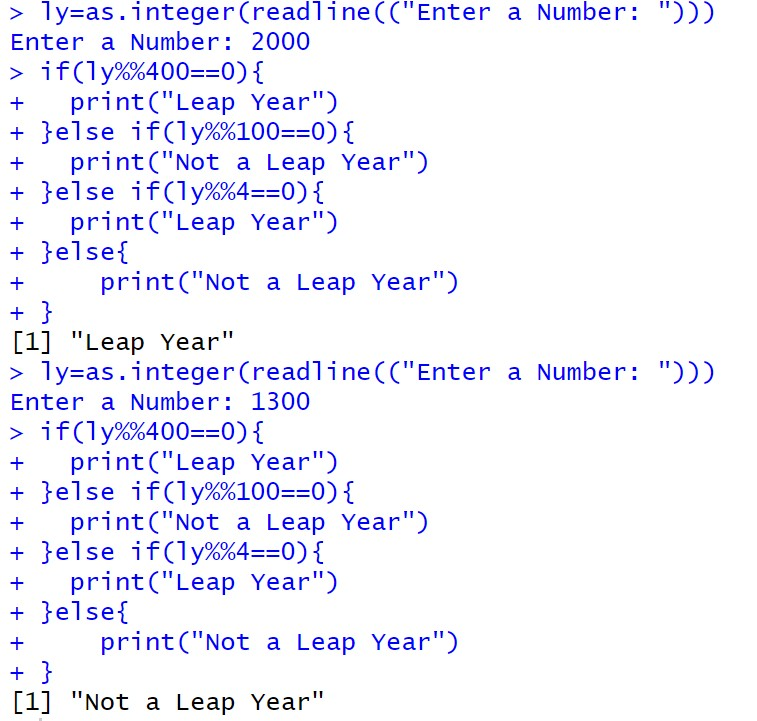 > ly=as.integer(readline(("Enter a Number: ")))
Enter a Number: 2000
> if(ly%%400==0){
+   print("Leap Year")
+ }else if(ly%%100==0){
+   print("Not a Leap Year")
+ }else if(ly%%4==0){
+   print("Leap Year")
+ }else{
+     print("Not a Leap Year")
+ }
[1] "Leap Year"
> ly=as.integer(readline(("Enter a Number: ")))
Enter a Number: 1300
> if(ly%%400==0){
+   print("Leap Year")
+ }else if(ly%%100==0){
+   print("Not a Leap Year")
+ }else if(ly%%4==0){
+   print("Leap Year")
+ }else{
+     print("Not a Leap Year")
+ }
[1] "Not a Leap Year"